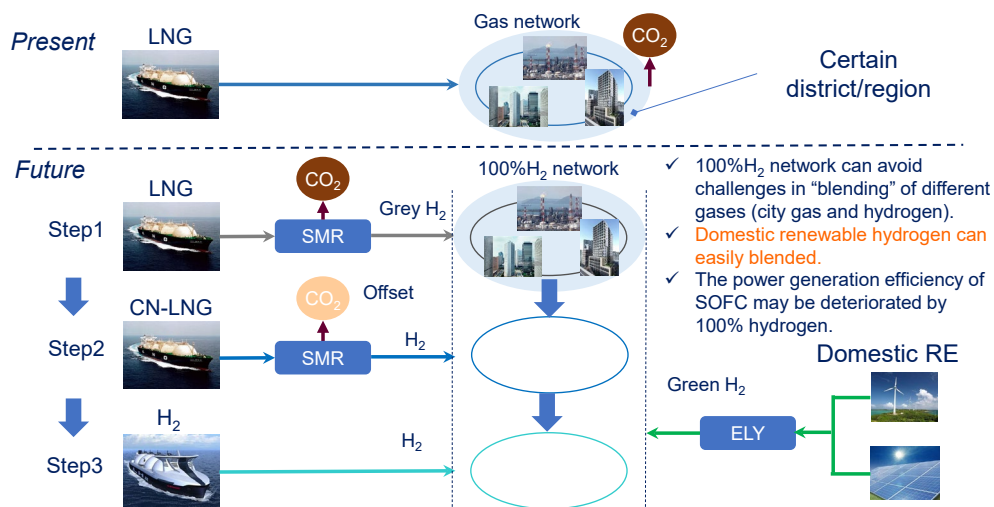 Present
LNG
Gas network
CO₂
Certain
district/region
Future
LNG
CO₂
Grey H₂
100%H₂ network
Step1
SMR
✓ 100%H₂ network can avoid
challenges in “blending” of different
gases (city gas and hydrogen).
✓ Domestic renewable hydrogen can
easily blended.
✓ The power generation efficiency of
SOFC may be deteriorated by
100% hydrogen.
CN-LNG
CO₂
Offset
Step2
SMR
H₂
Domestic RE
Green H₂
ELY
H₂
Step3
H₂